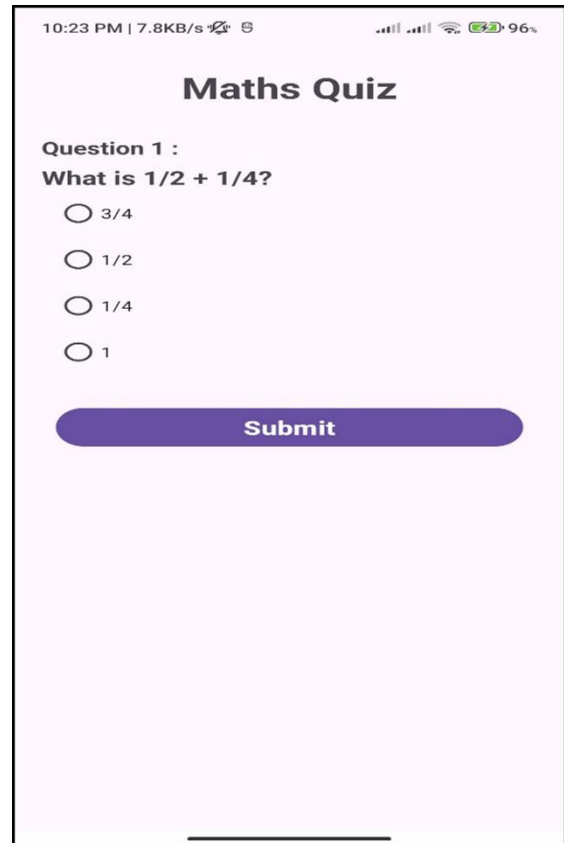 10:23 PM | 7.8KB/s 96%
Maths Quiz
Question 1 :
What is 1/2 + 1/4?
3/4
1/2
1/4
1
Submit